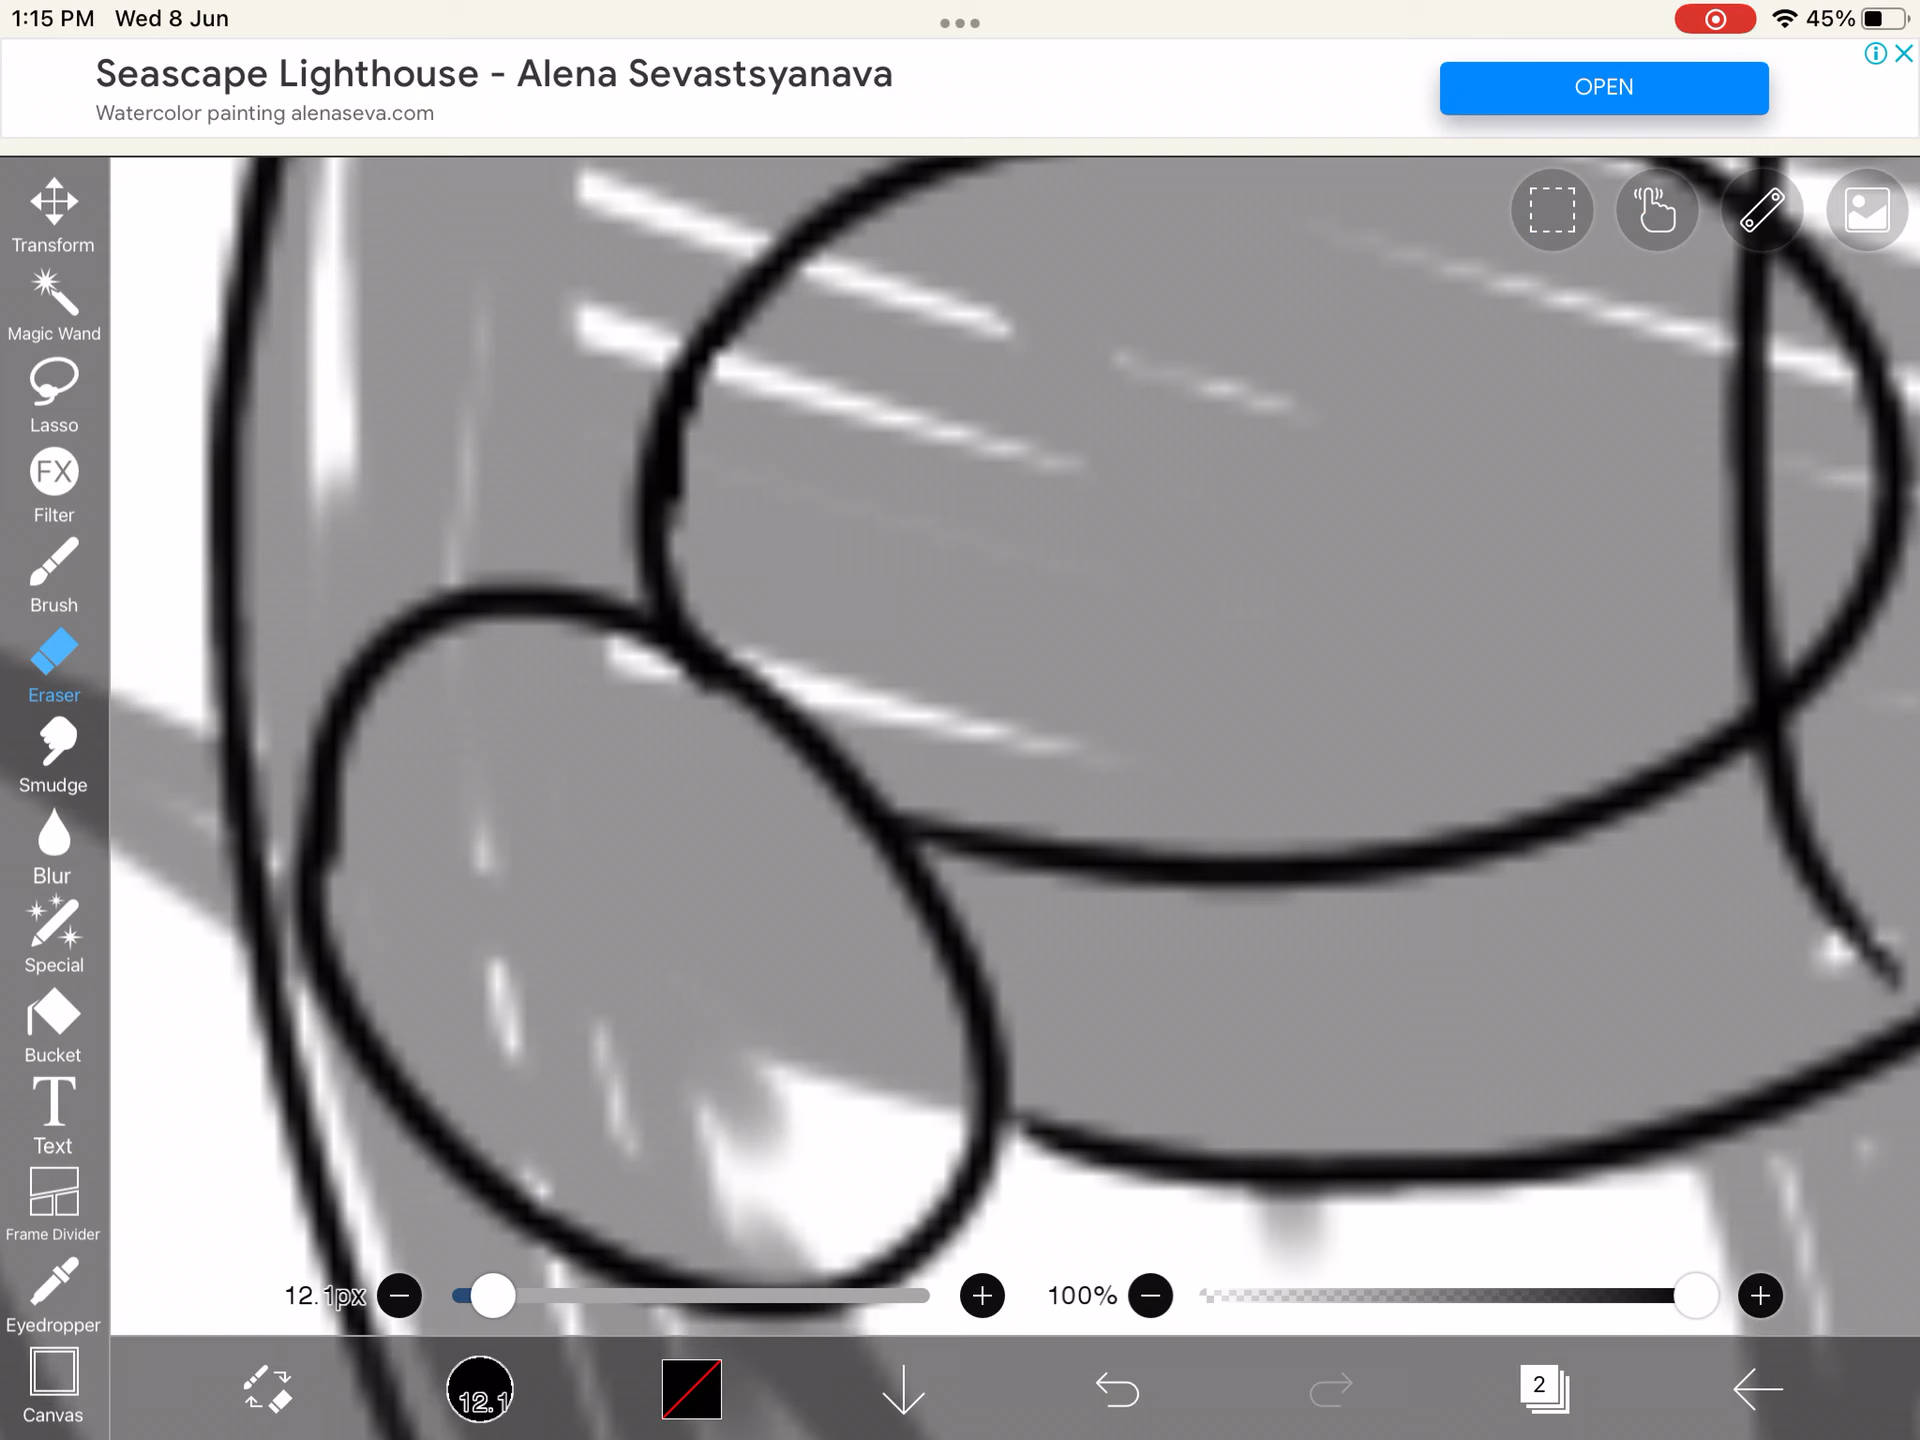 1:15 PM Wed 8 Jun
45%
Seascape Lighthouse - Alena Sevastsyanava
Watercolor painting alenaseva.com
OPEN
Transform
Magic Wand
Lasso
FX
Filter
Brush
Eraser
Smudge
Blur
Special
Bucket
T
Text
Frame Divider
Eyedropper
Canvas
12.1px
100%
12.1
2